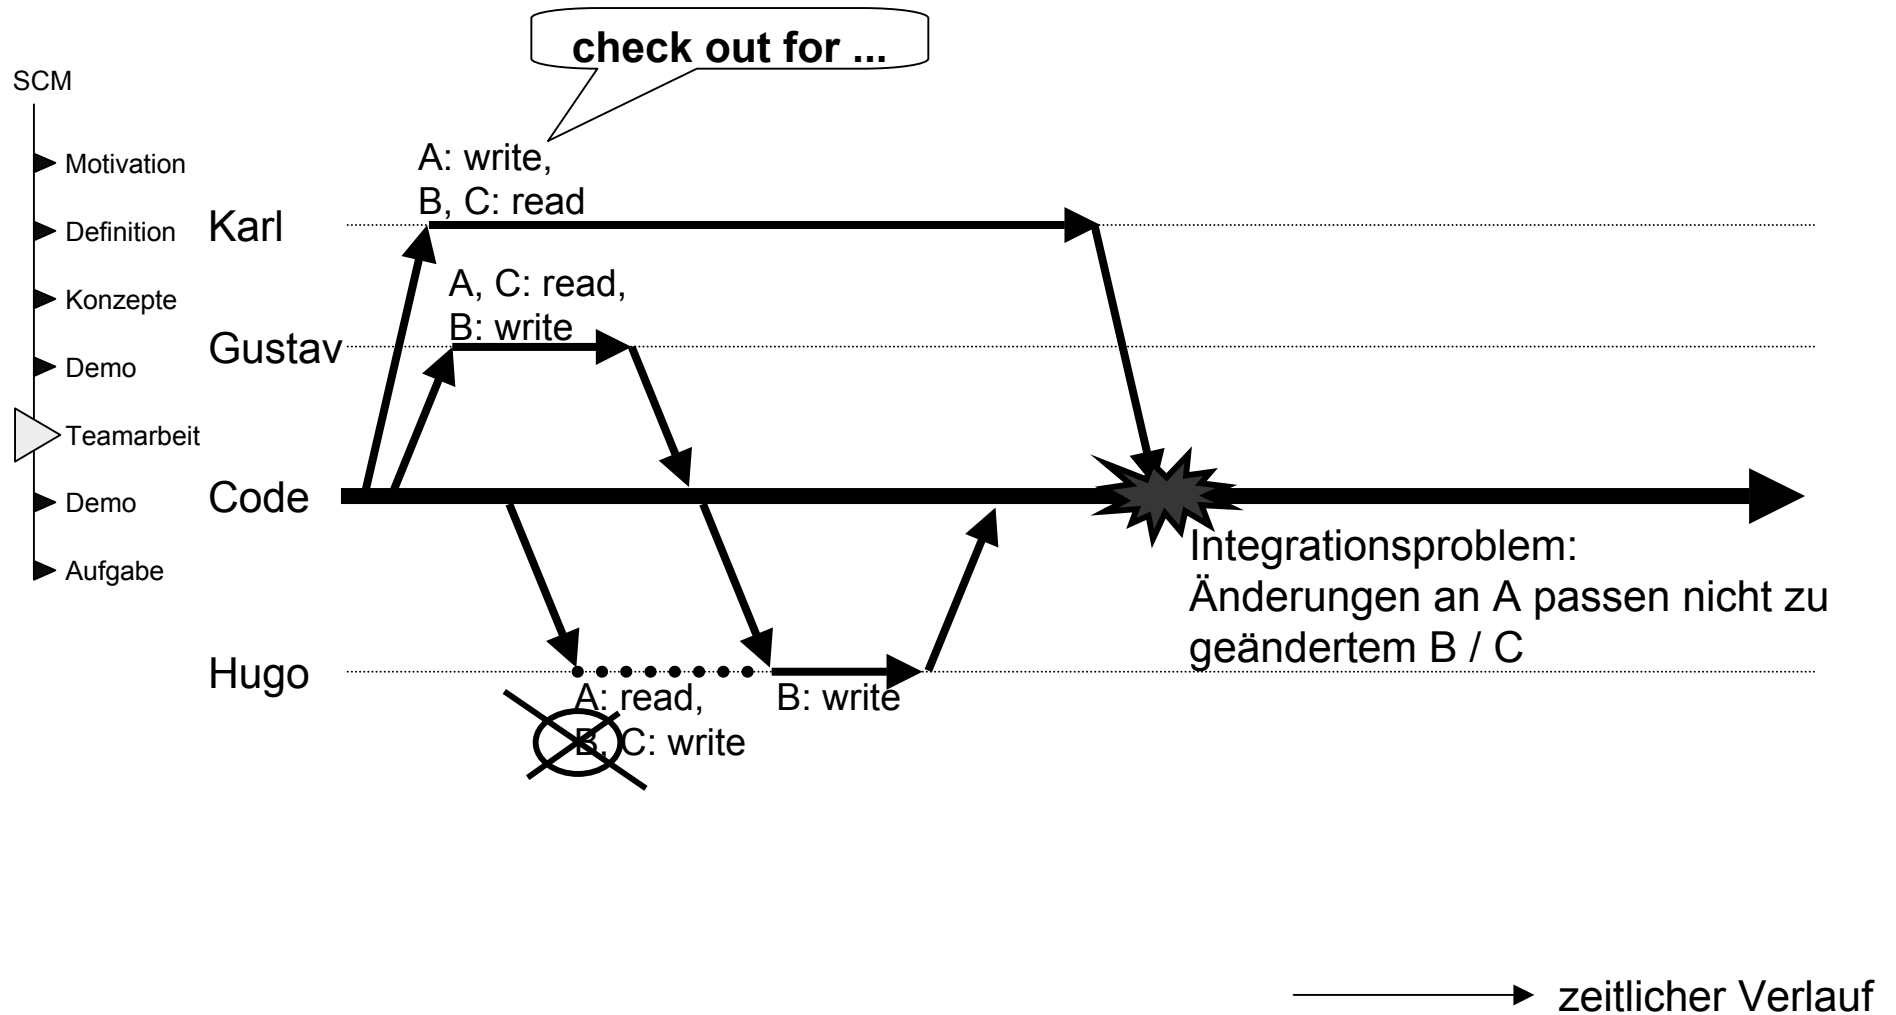 check out for ...
SCM
Motivation
Definition
Konzepte
Demo
Teamarbeit
Demo
Aufgabe
A: write,
B, C: read
Karl
A, C: read,
B: write
Gustav
Code
Integrationsproblem:
Änderungen an A passen nicht zu
geändertem B / C
Hugo
A: read,
B, C: write
B: write
zeitlicher Verlauf